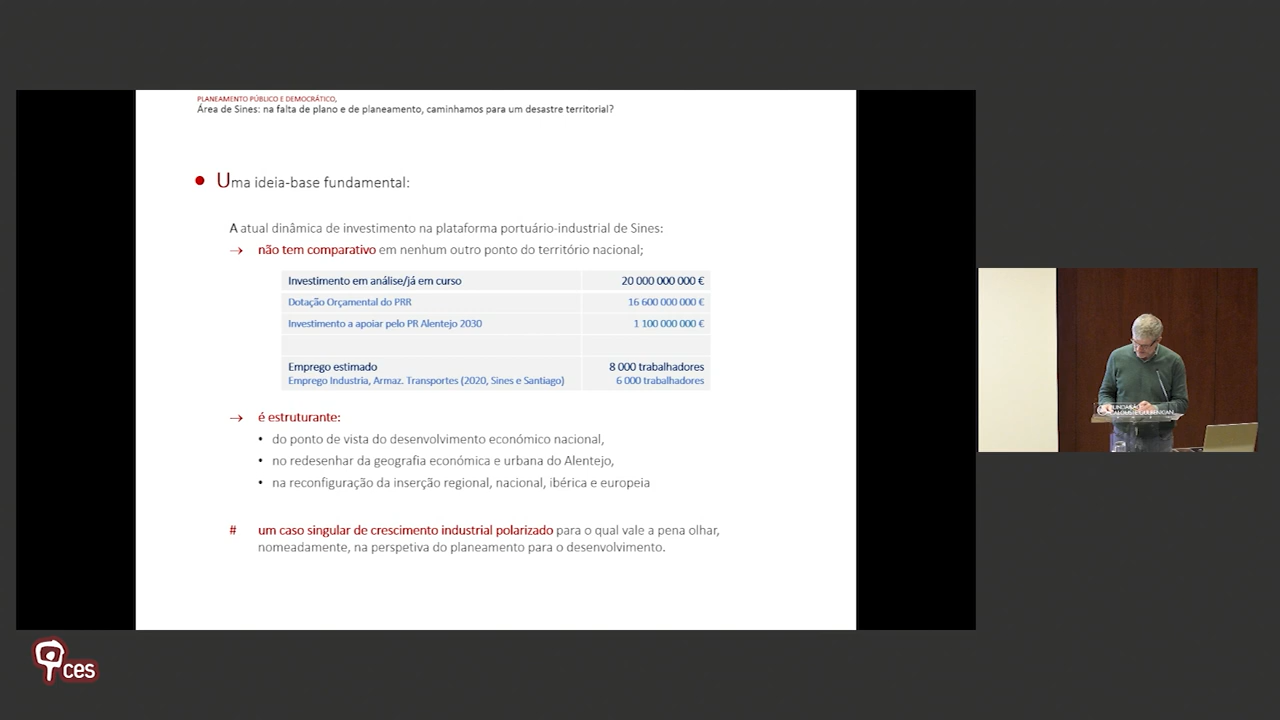 PLANEAMENTO PÚBLICO E DEMOCRÁTICO,
Área de Sines: na falta de plano e de planeamento, caminhamos para um desastre territorial?
● Uma ideia-base fundamental:
A atual dinâmica de investimento na plataforma portuário-industrial de Sines:
→ não tem comparativo em nenhum outro ponto do território nacional;
Investimento em análise/já em curso 20 000 000 000 €
Dotação Orçamental do PRR 16 600 000 000 €
Investimento a apoiar pelo PR Alentejo 2030 1 100 000 000 €
Emprego estimado 8 000 trabalhadores
Emprego Industria, Armaz. Transportes (2020, Sines e Santiago) 6 000 trabalhadores
→ é estruturante:
• do ponto de vista do desenvolvimento económico nacional,
• no redesenhar da geografia económica e urbana do Alentejo,
• na reconfiguração da inserção regional, nacional, ibérica e europeia
# um caso singular de crescimento industrial polarizado para o qual vale a pena olhar,
nomeadamente, na perspetiva do planeamento para o desenvolvimento.
CALOUSTE GULBENKIAN
ces